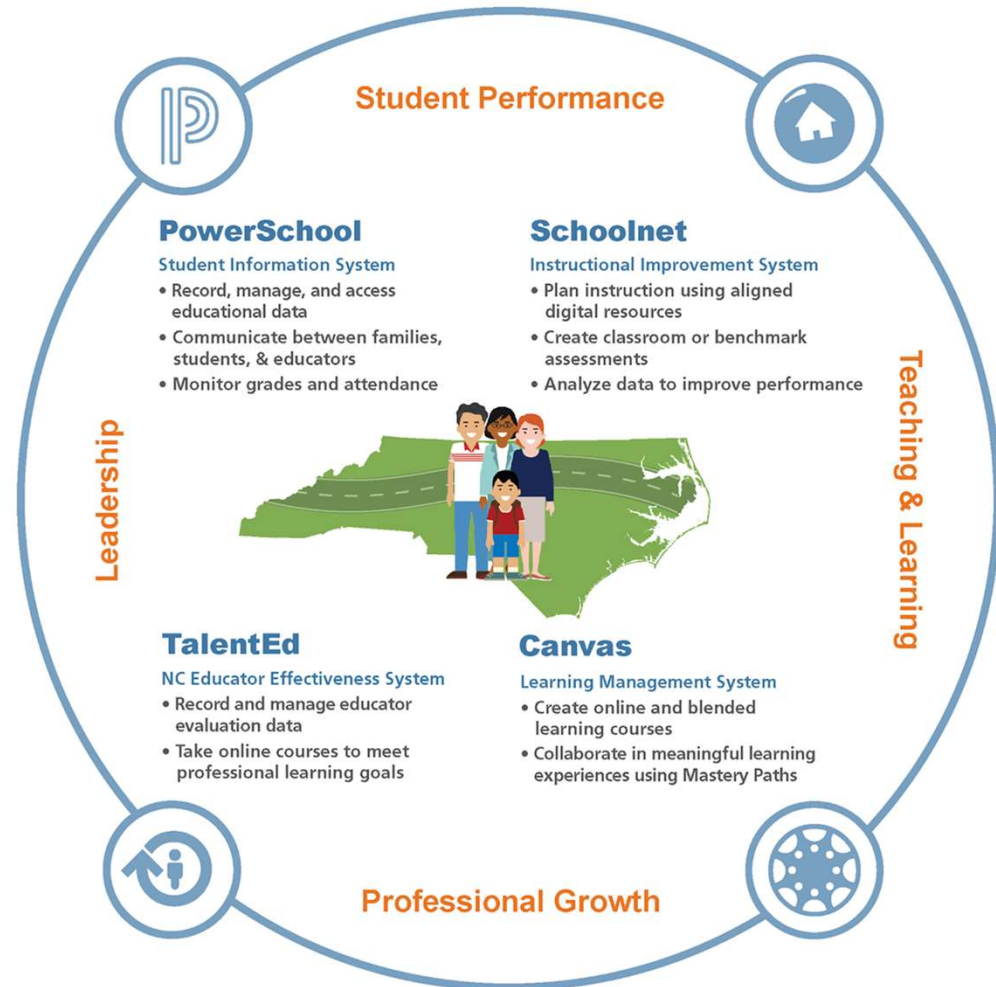 Student Performance
PowerSchool
Student Information System
• Record, manage, and access
educational data
• Communicate between families,
students, & educators
• Monitor grades and attendance
Schoolnet
Instructional Improvement System
• Plan instruction using aligned
digital resources
• Create classroom or benchmark
assessments
• Analyze data to improve performance
Leadership
Teaching & Learning
TalentEd
NC Educator Effectiveness System
• Record and manage educator
evaluation data
• Take online courses to meet
professional learning goals
Canvas
Learning Management System
• Create online and blended
learning courses
• Collaborate in meaningful learning
experiences using Mastery Paths
Professional Growth